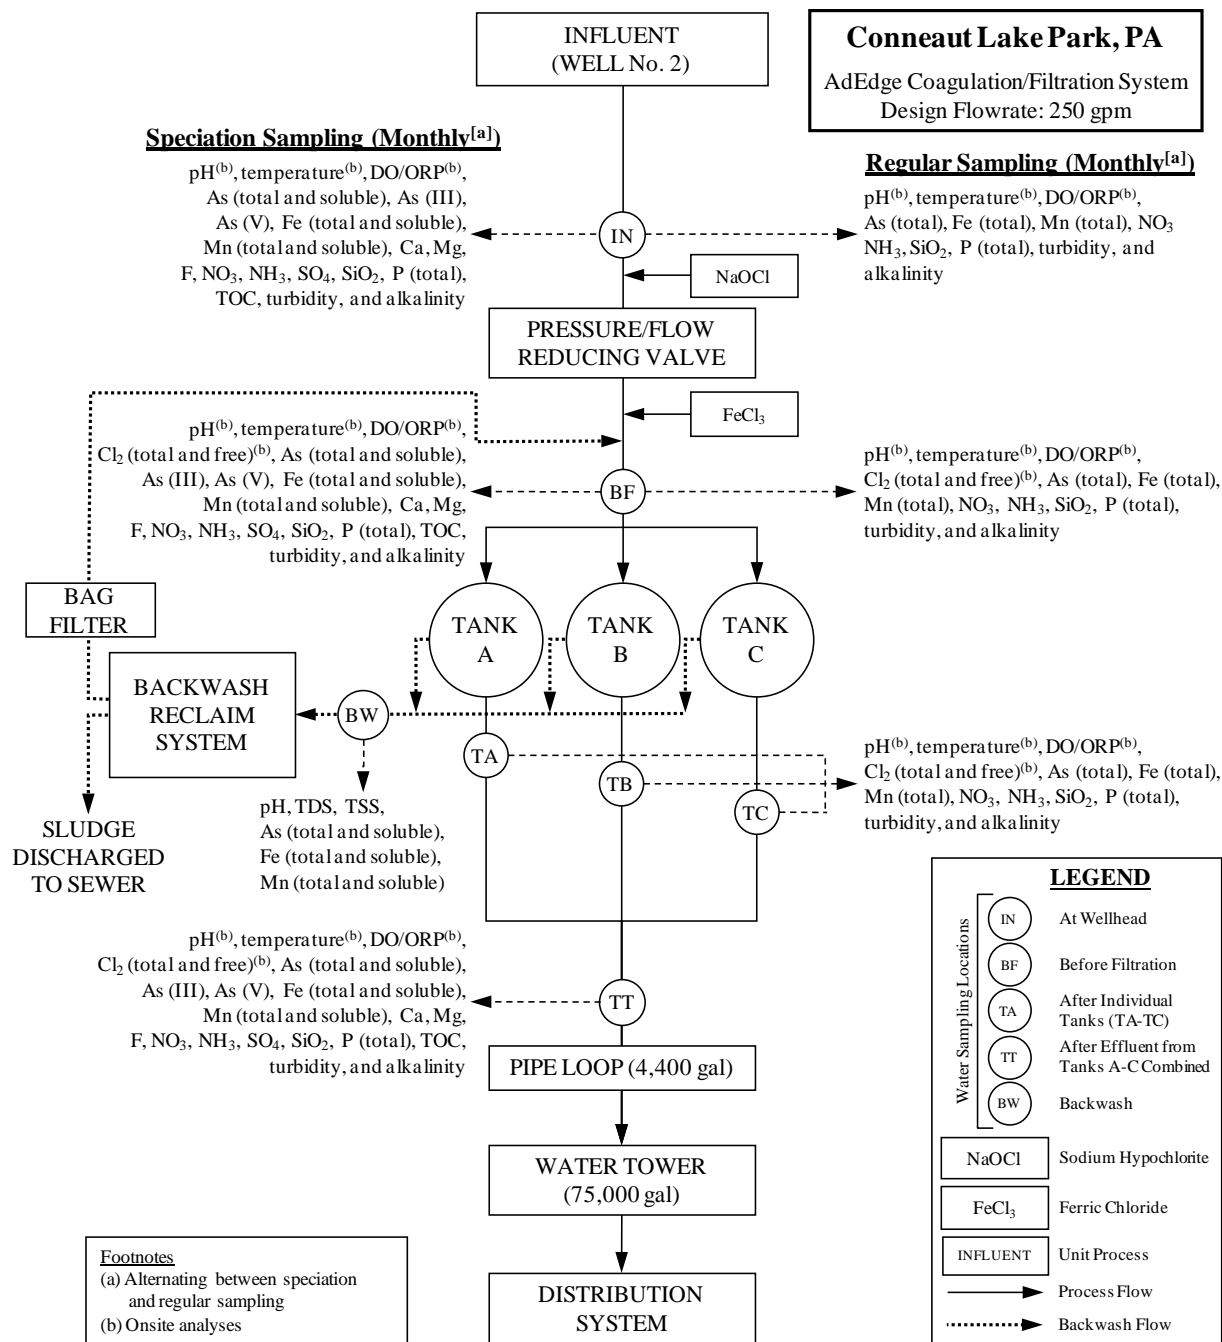 INFLUENT
(WELL No. 2)
Conneaut Lake Park, PA
AdEdge Coagulation/Filtration System
Design Flowrate: 250 gpm
Speciation Sampling (Monthly[a])
pH(b), temperature(b), DO/ORP(b),
As (total and soluble), As (III),
As (V), Fe (total and soluble),
Mn (total and soluble), Ca, Mg,
F, NO3, NH3, SO4, SiO2, P (total),
TOC, turbidity, and alkalinity
IN
Regular Sampling (Monthly[a])
pH(b), temperature(b), DO/ORP(b),
As (total), Fe (total), Mn (total), NO3
NH3, SiO2, P (total), turbidity, and
alkalinity
NaOCl
PRESSURE/FLOW
REDUCING VALVE
FeCl3
pH(b), temperature(b), DO/ORP(b),
Cl2 (total and free)(b), As (total and soluble),
As (III), As (V), Fe (total and soluble),
Mn (total and soluble), Ca, Mg,
F, NO3, NH3, SO4, SiO2, P (total), TOC,
turbidity, and alkalinity
BF
pH(b), temperature(b), DO/ORP(b),
Cl2 (total and free)(b), As (total), Fe (total),
Mn (total), NO3, NH3, SiO2, P (total),
turbidity, and alkalinity
BAG
FILTER
TANK
A
TANK
B
TANK
C
BACKWASH
RECLAIM
SYSTEM
BW
TA
TB
TC
pH(b), temperature(b), DO/ORP(b),
Cl2 (total and free)(b), As (total), Fe (total),
Mn (total), NO3, NH3, SiO2, P (total),
turbidity, and alkalinity
SLUDGE
DISCHARGED
TO SEWER
pH, TDS, TSS,
As (total and soluble),
Fe (total and soluble),
Mn (total and soluble)
pH(b), temperature(b), DO/ORP(b),
Cl2 (total and free)(b), As (total and soluble),
As (III), As (V), Fe (total and soluble),
Mn (total and soluble), Ca, Mg,
F, NO3, NH3, SO4, SiO2, P (total), TOC,
turbidity, and alkalinity
TT
PIPE LOOP (4,400 gal)
WATER TOWER
(75,000 gal)
DISTRIBUTION
SYSTEM
Footnotes
(a) Alternating between speciation
and regular sampling
(b) Onsite analyses
LEGEND
Water Sampling Locations
IN At Wellhead
BF Before Filtration
TA After Individual
Tanks (TA-TC)
TT After Effluent from
Tanks A-C Combined
BW Backwash
NaOCl Sodium Hypochlorite
FeCl3 Ferric Chloride
INFLUENT Unit Process
Process Flow
Backwash Flow